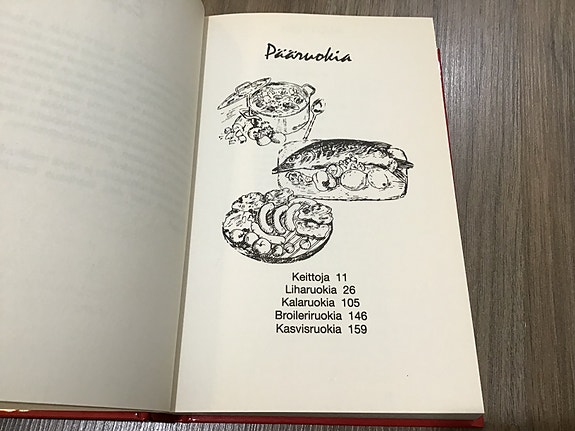 Pääruokia
Keittoja 11
Liharuokia 26
Kalaruokia 105
Broileriruokia 146
Kasvisruokia 159